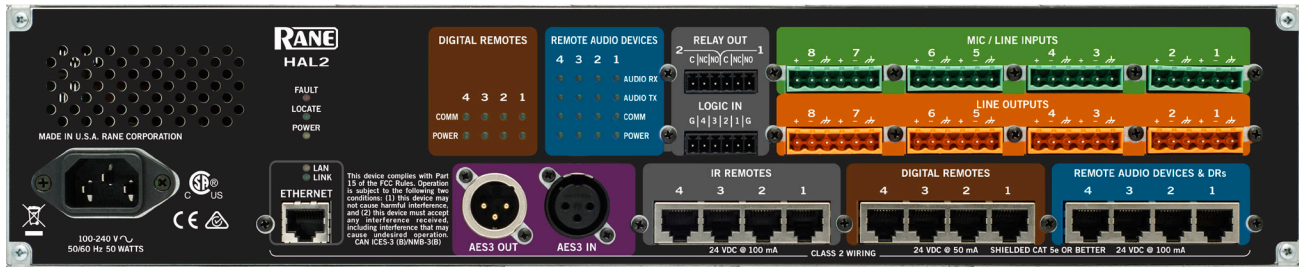 RANE
HAL2
FAULT
LOCATE
POWER
MADE IN U.S.A. RANE CORPORATION
100-240 V
50/60 Hz 50 WATTS
CSA ®
C US
CE
LAN
LINK
ETHERNET
This device complies with Part
15 of the FCC Rules. Operation
is subject to the following two
conditions: (1) this device may
not cause harmful interference,
and (2) this device must accept
any interference received,
including interference that may
cause undesired operation.
CAN ICES-3 (B)/NMB-3(B)
DIGITAL REMOTES
4 3 2 1
COMM
POWER
REMOTE AUDIO DEVICES
4 3 2 1
AUDIO RX
AUDIO TX
COMM
POWER
RELAY OUT
2 1
C NC NO C NC NO
LOGIC IN
G 4 3 2 1 G
MIC / LINE INPUTS
8 7 6 5 4 3 2 1
+ - + - + - + - + - + - + - + -
LINE OUTPUTS
8 7 6 5 4 3 2 1
+ - + - + - + - + - + - + - + -
AES3 OUT
AES3 IN
IR REMOTES
4 3 2 1
24 VDC @ 100 mA
DIGITAL REMOTES
4 3 2 1
24 VDC @ 50 mA
REMOTE AUDIO DEVICES & DRs
4 3 2 1
24 VDC @ 100 mA
SHIELDED CAT 5e OR BETTER
CLASS 2 WIRING